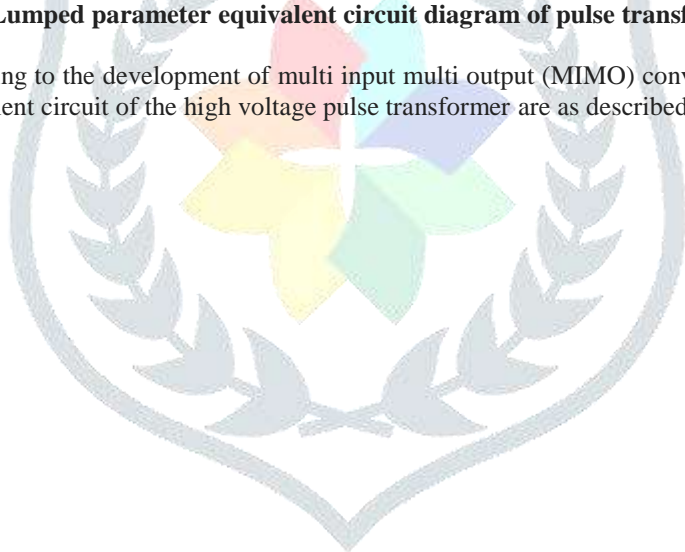 Lumped parameter equivalent circuit diagram of pulse transf
ing to the development of multi input multi output (MIMO) conv
ent circuit of the high voltage pulse transformer are as described